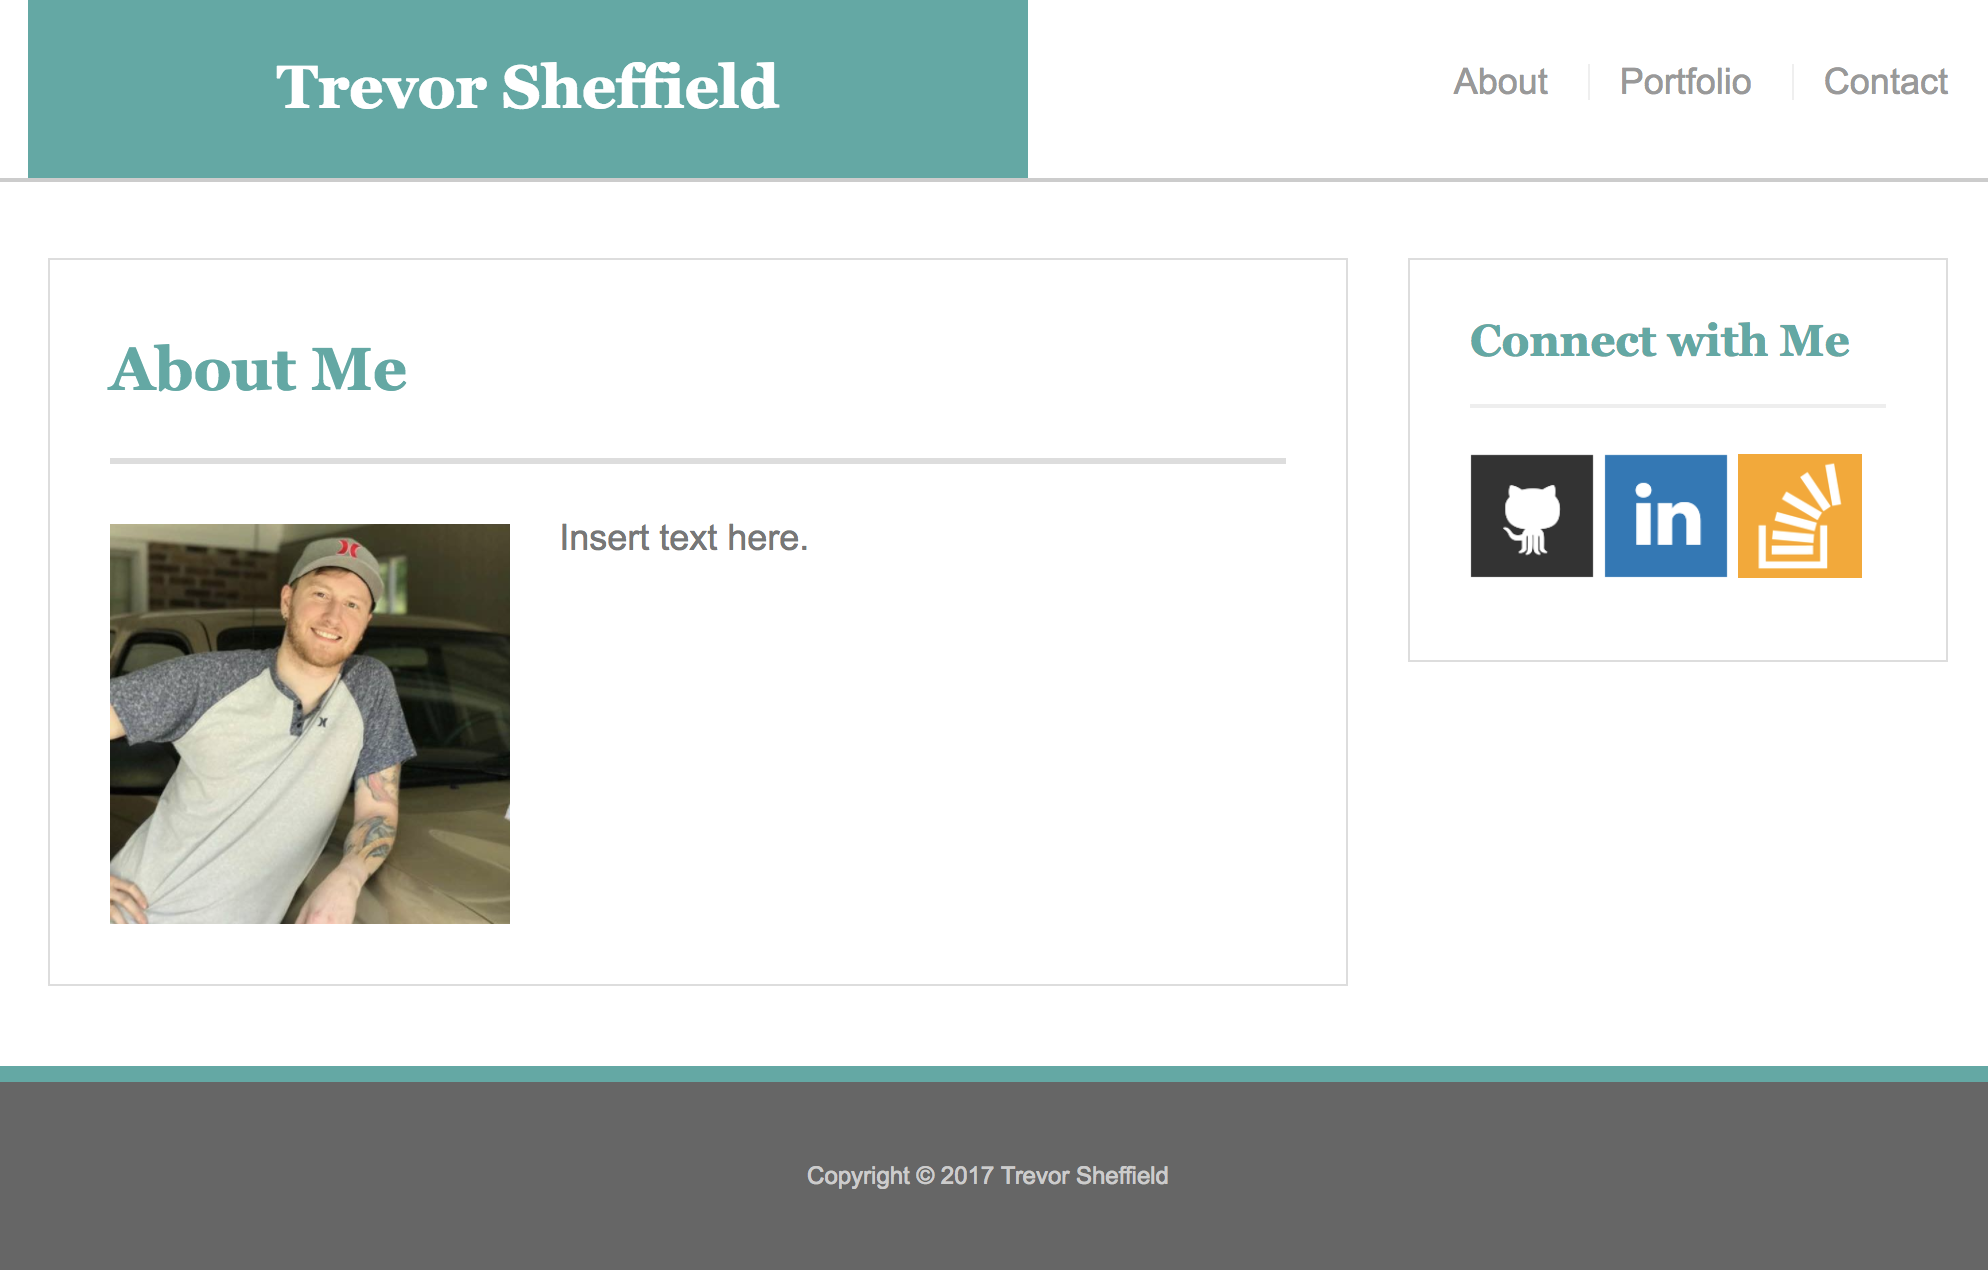 Trevor Sheffield
About
Portfolio
Contact
About Me
Insert text here.
Connect with Me
in
Copyright © 2017 Trevor Sheffield